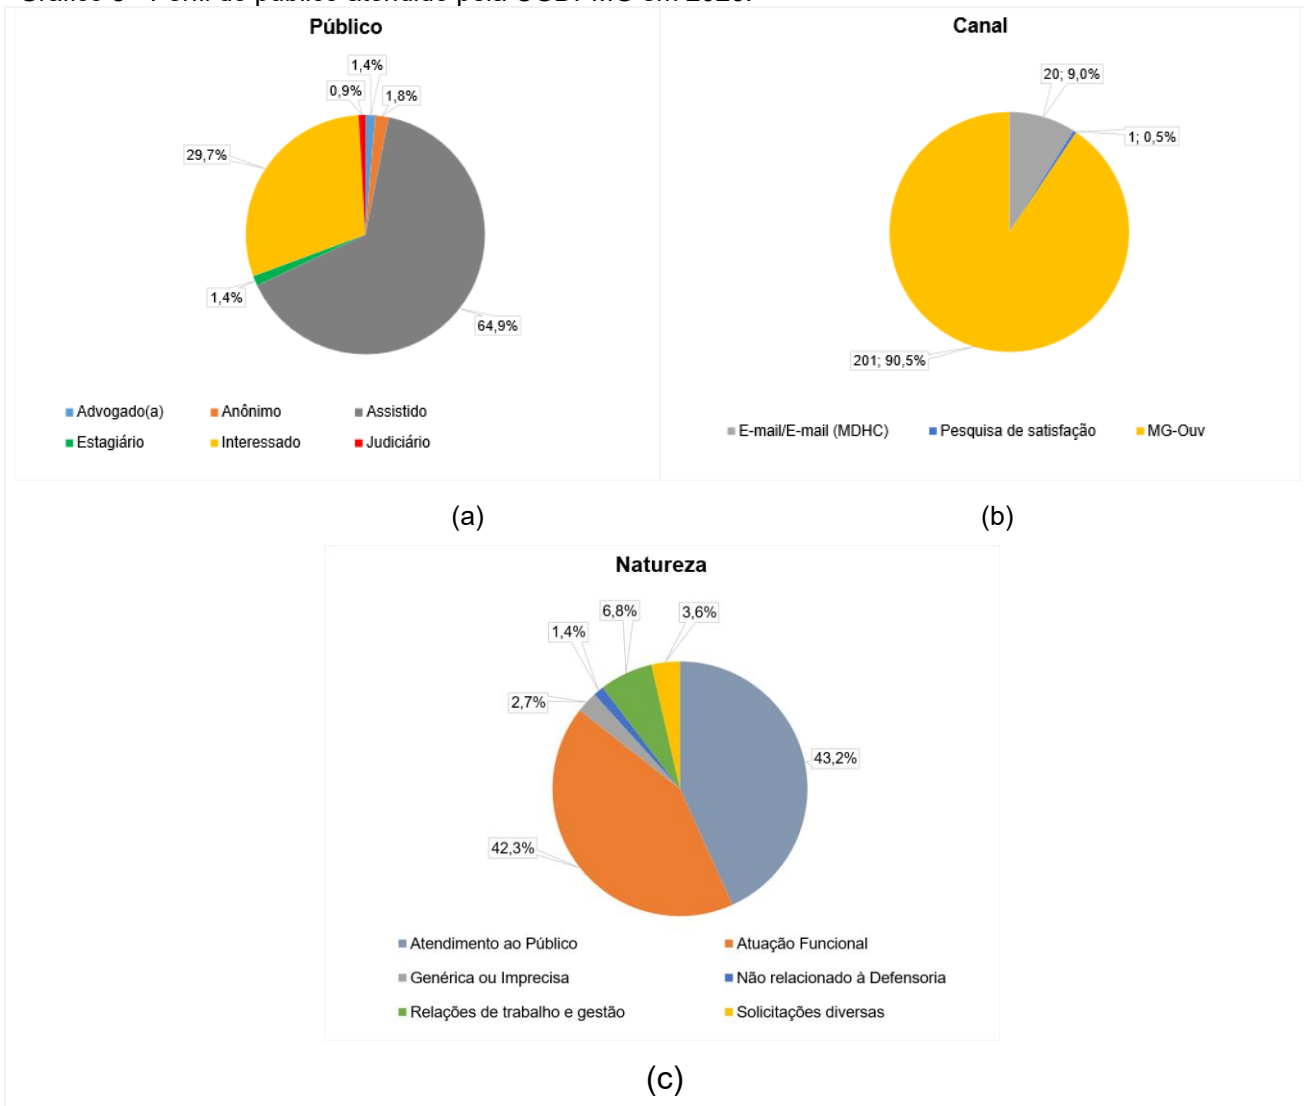 Público
1,4%
0,9%
1,8%
29,7%
1,4%
64,9%
Advogado(a) Anônimo Assistido
Estagiário Interessado Judiciário
Canal
20; 9,0%
1; 0,5%
201; 90,5%
E-mail/E-mail (MDHC) Pesquisa de satisfação MG-Ouv
(a) (b)
Natureza
6,8% 3,6%
1,4%
2,7%
43,2%
42,3%
Atendimento ao Público Atuação Funcional
Genérica ou Imprecisa Não relacionado à Defensoria
Relações de trabalho e gestão Solicitações diversas
(c)